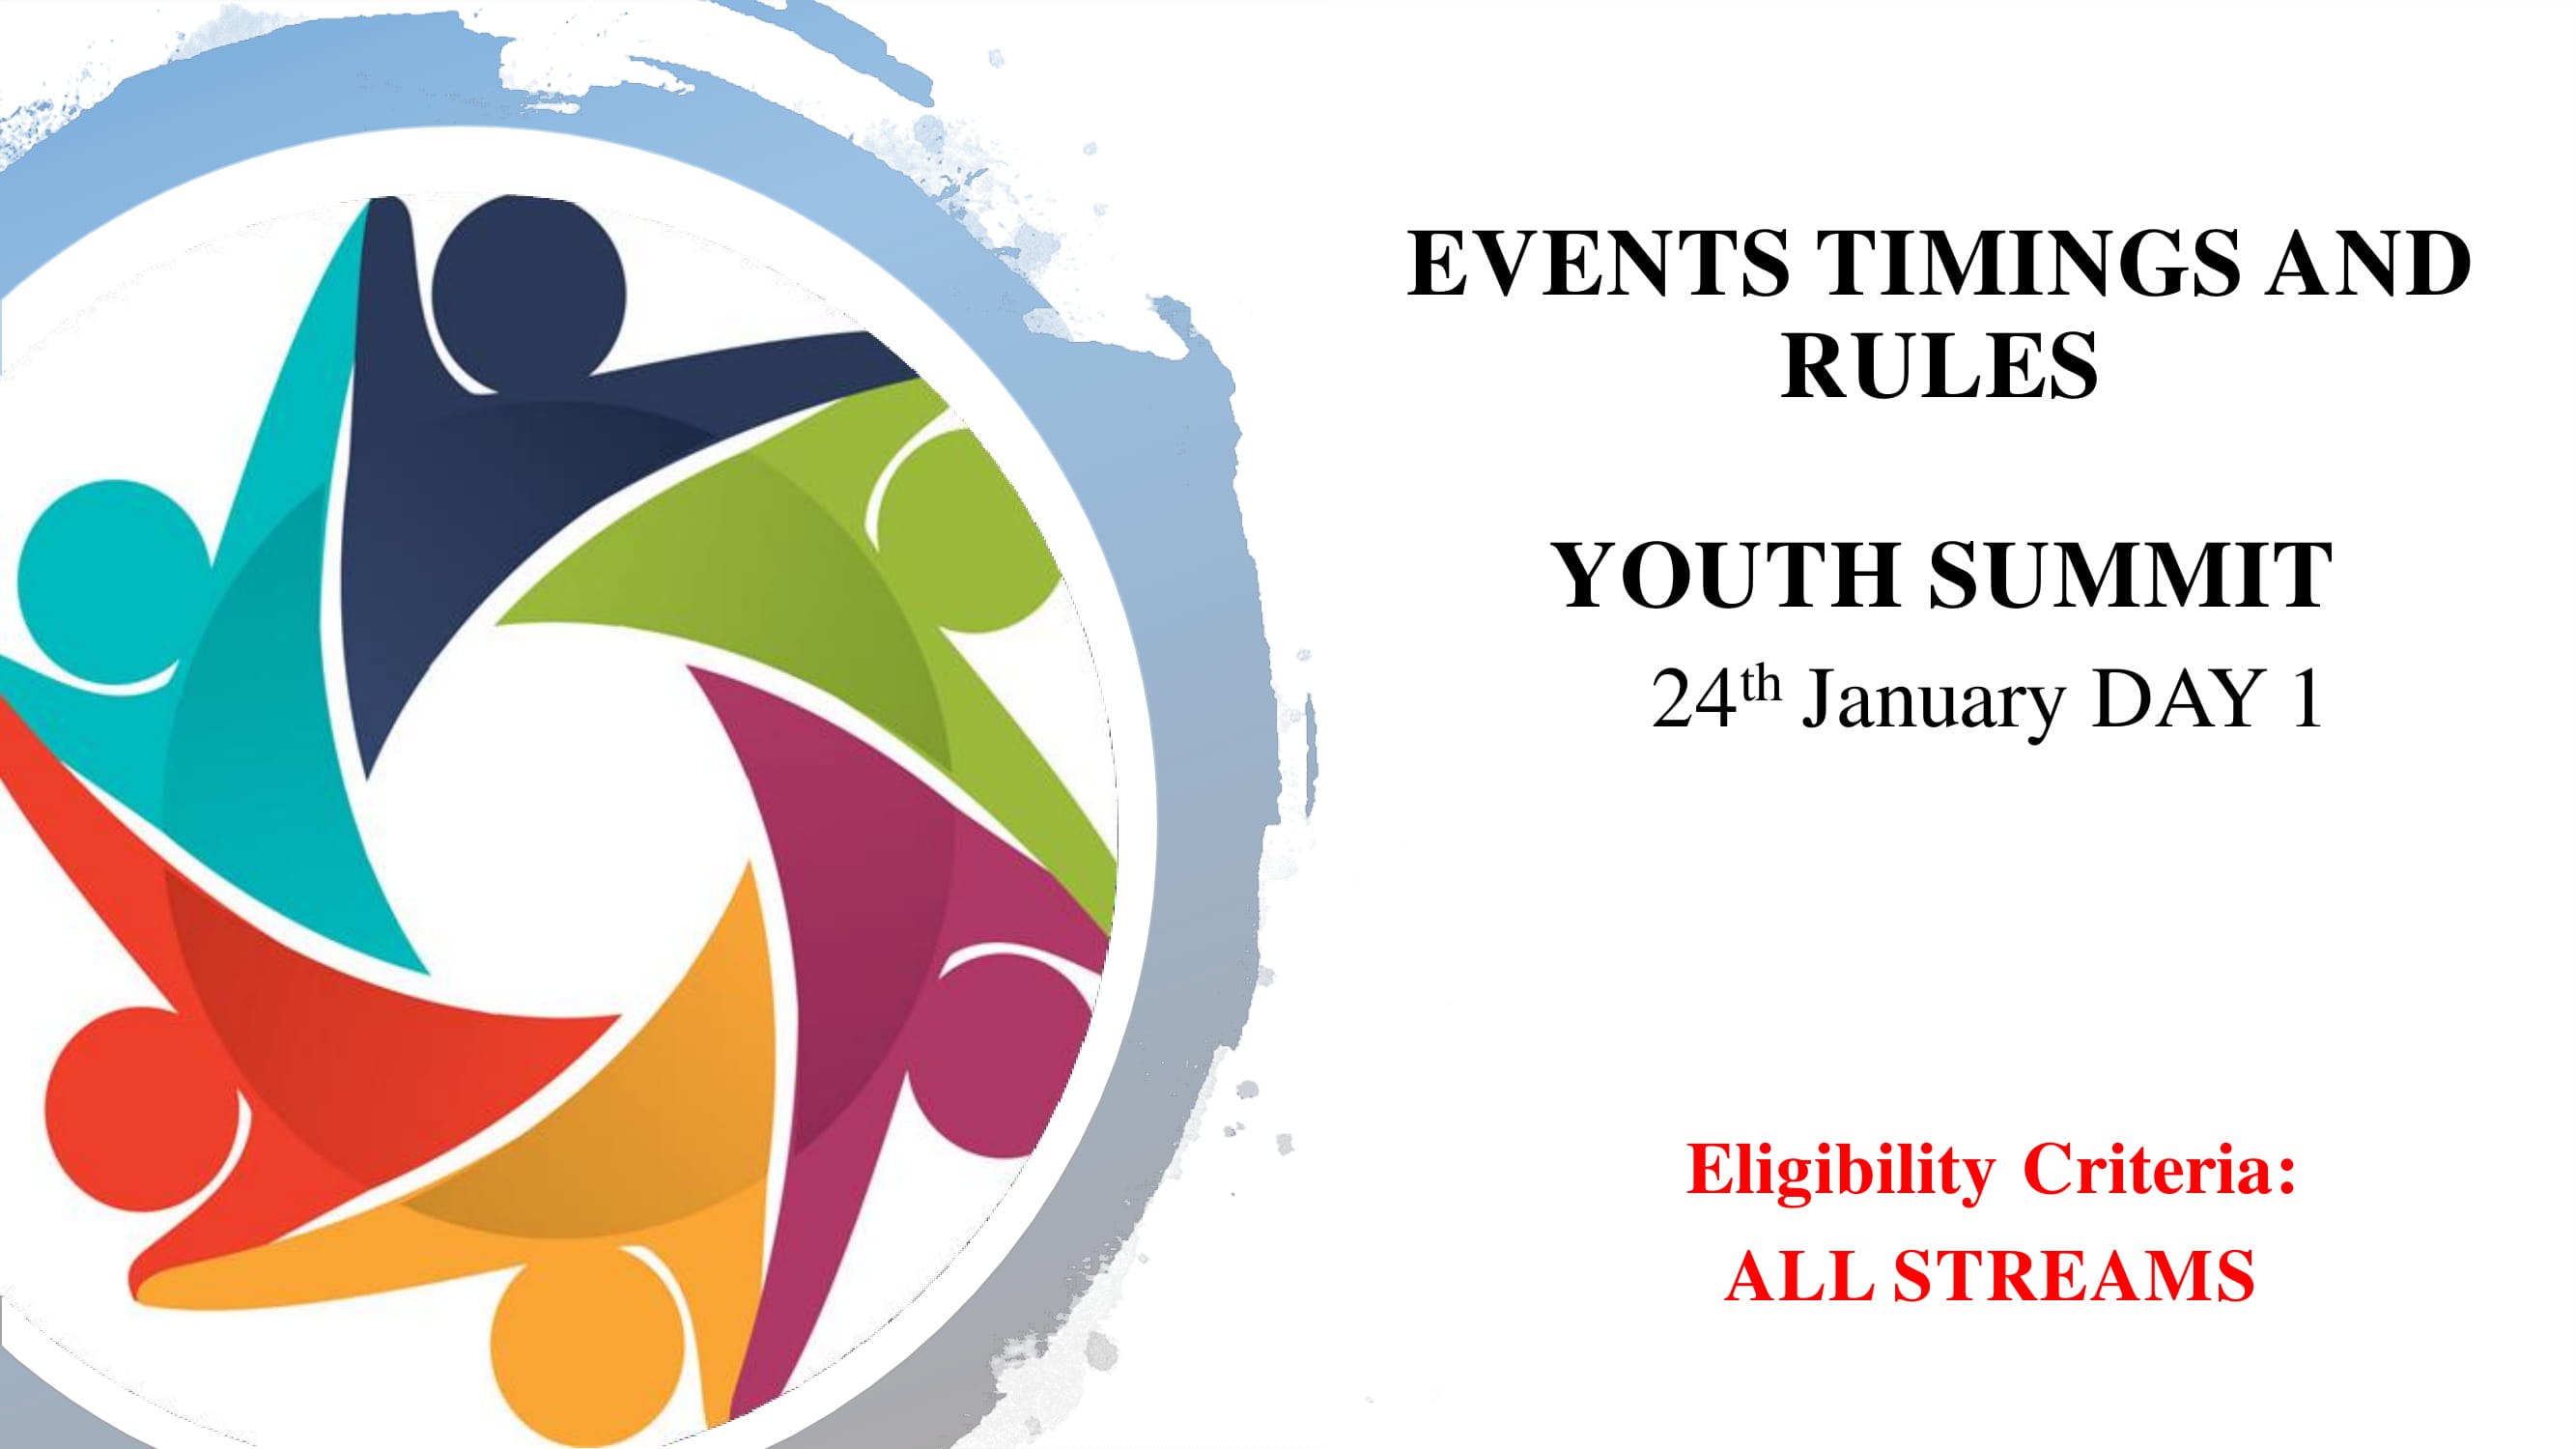 EVENTS TIMINGS AND
RULES
YOUTH SUMMIT
24th January DAY 1
Eligibility Criteria:
ALL STREAMS